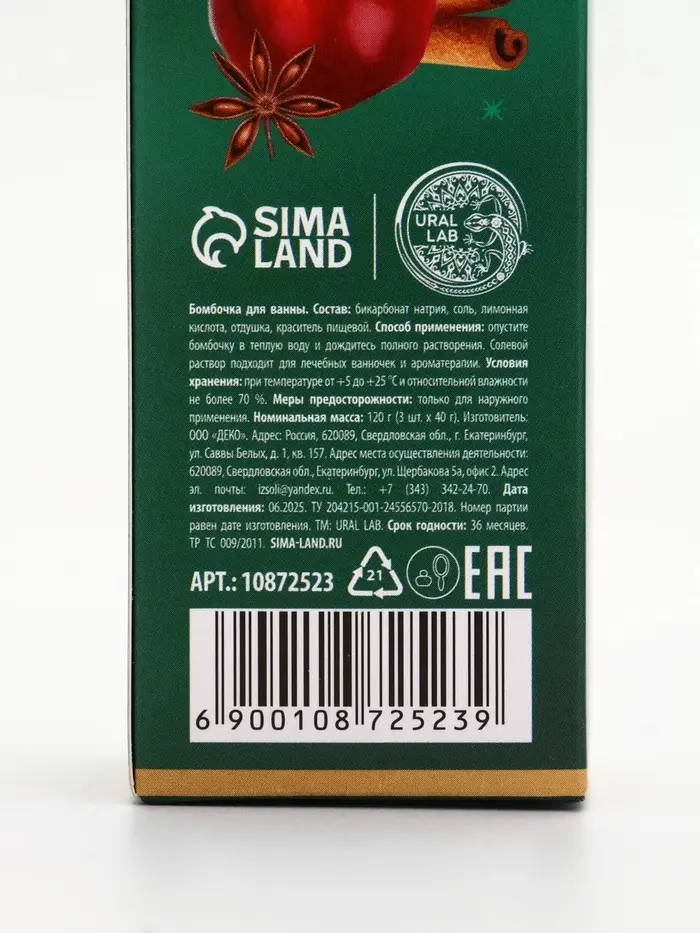 SIMA
LAND
URAL
LAB
Бомбочка для ванны. Состав: бикарбонат натрия, соль, лимонная
кислота, отдушка, краситель пищевой. Способ применения: опустите
бомбочку в теплую воду и дождитесь полного растворения. Солевой
раствор подходит для лечебных ванночек и ароматерапии. Условия
хранения: при температуре от +5 до +25 °C и относительной влажности
не более 70 %. Меры предосторожности: только для наружного
применения. Номинальная масса: 120 г (3 шт. х 40 г). Изготовитель:
ООО «ДЕКО». Адрес: Россия, 620089, Свердловская обл., г. Екатеринбург,
ул. Саввы Белых, д. 1, кв. 157. Адрес места осуществления деятельности:
620089, Свердловская обл., Екатеринбург, ул. Щербакова 5а, офис 2. Адрес
эл. почты: izsoli@yandex.ru. Тел.: +7 (343) 342-24-70. Дата
изготовления: 06.2025. ТУ 204215-001-24556570-2018. Номер партии
равен дате изготовления. ТМ: URAL LAB. Срок годности: 36 месяцев.
ТР ТС 009/2011. SIMA-LAND.RU
АРТ.: 10872523
21
EAC
6 900108 725239